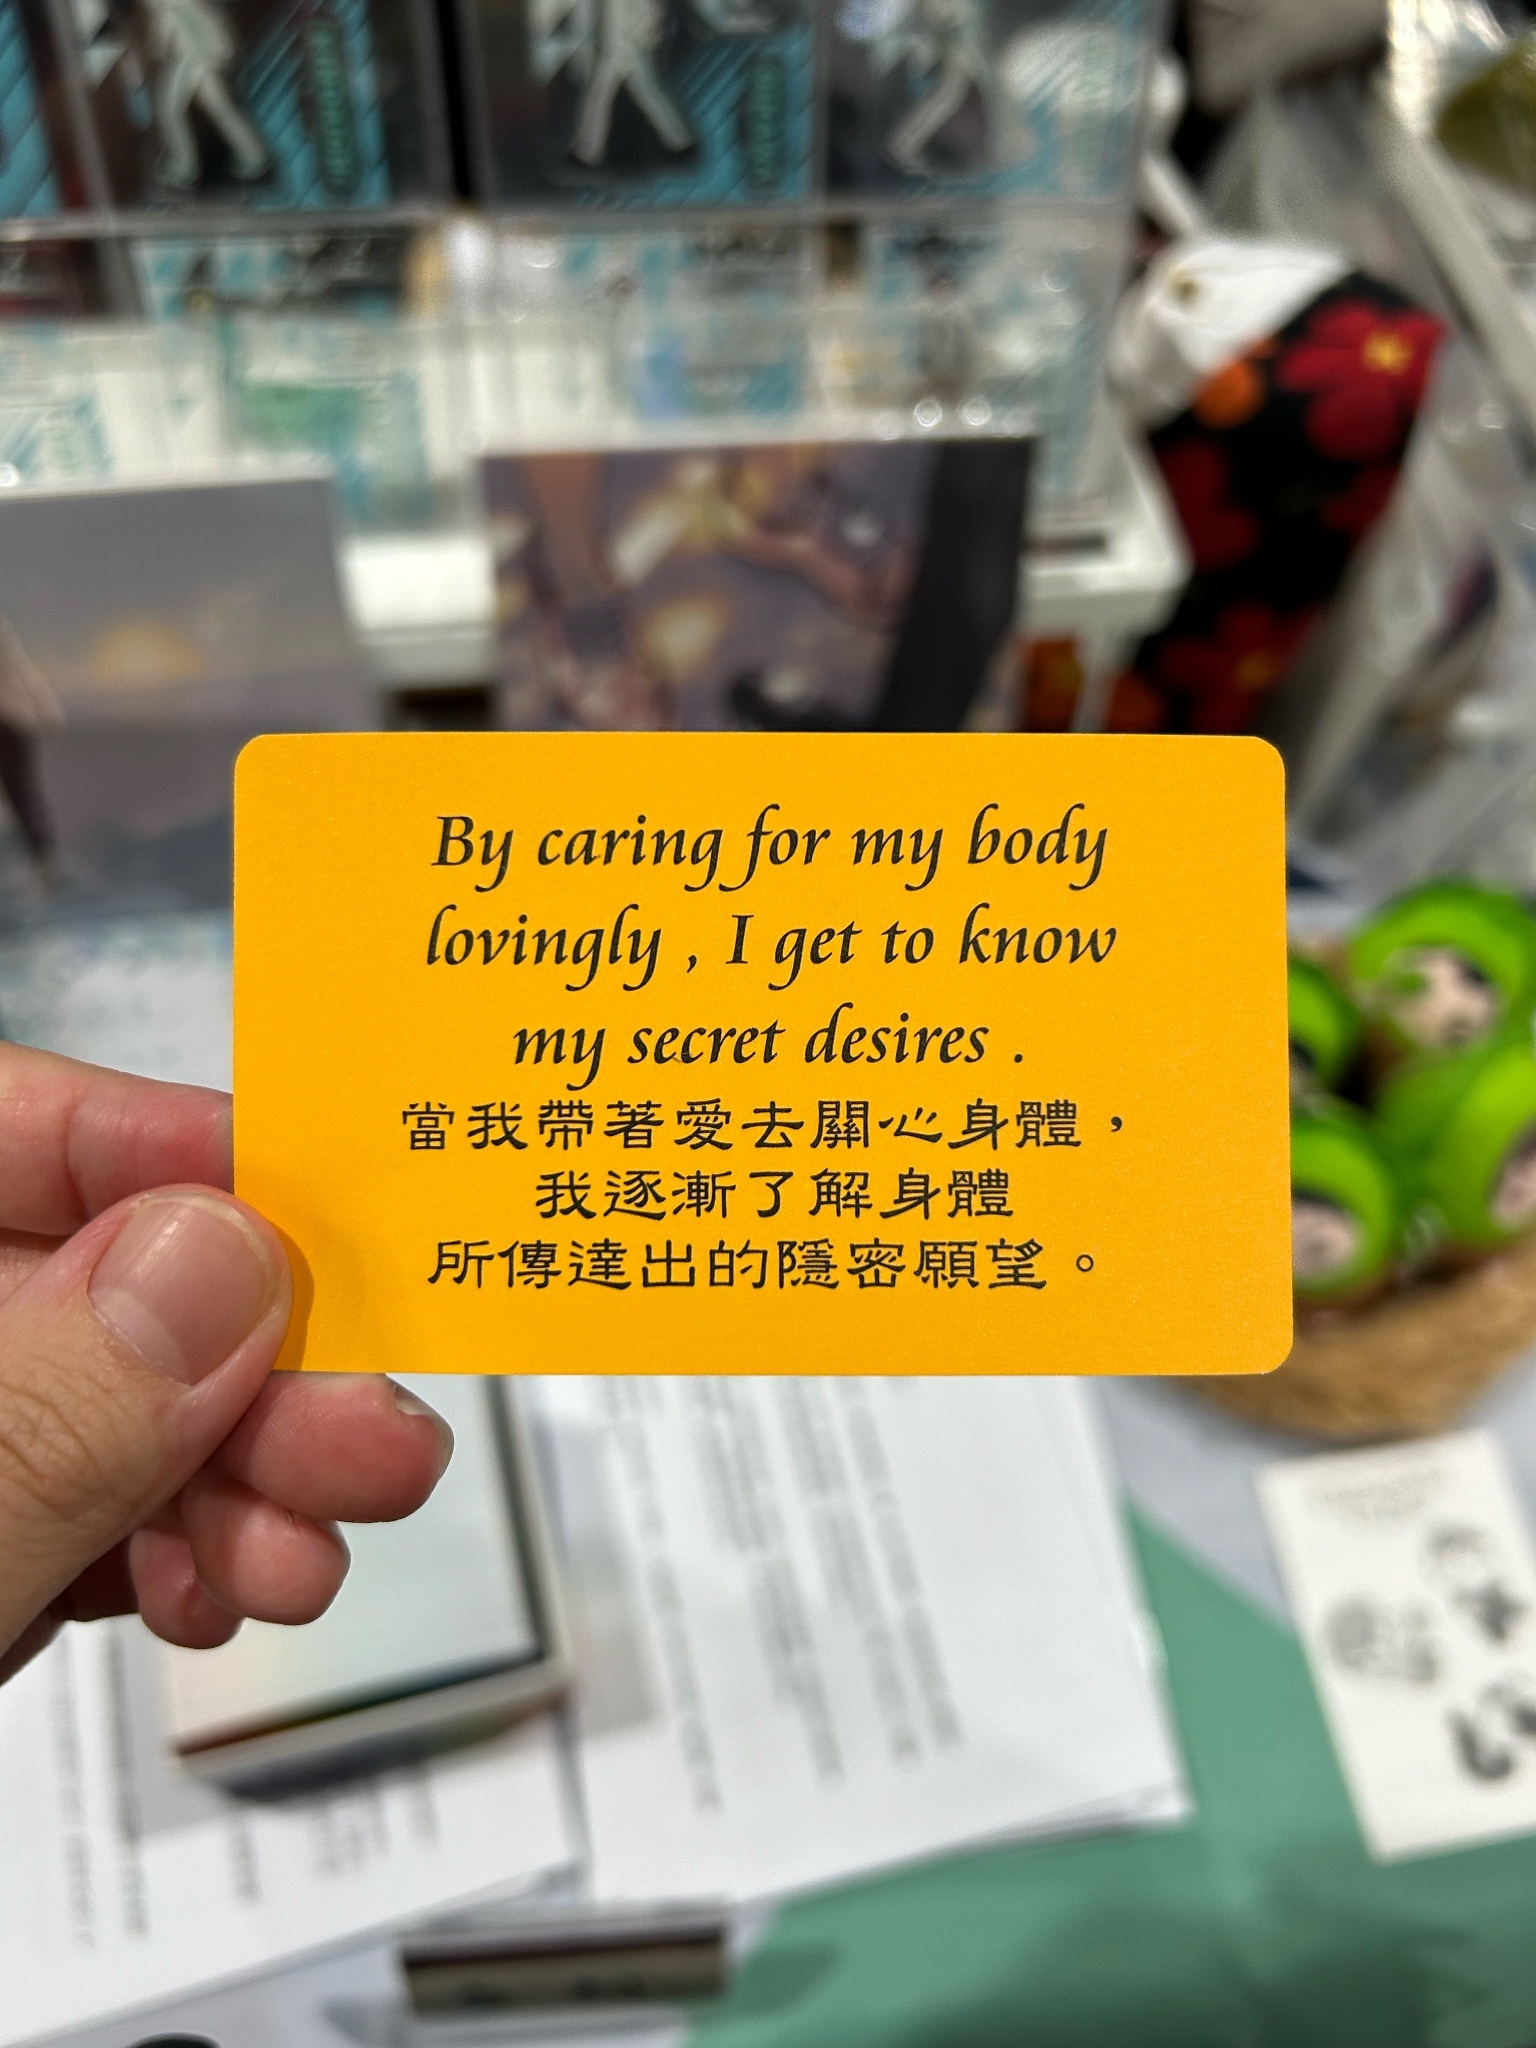 By caring for my body
lovingly , I get to know
my secret desires .
當我帶著愛去關心身體，
我逐漸了解身體
所傳達出的隱密願望。